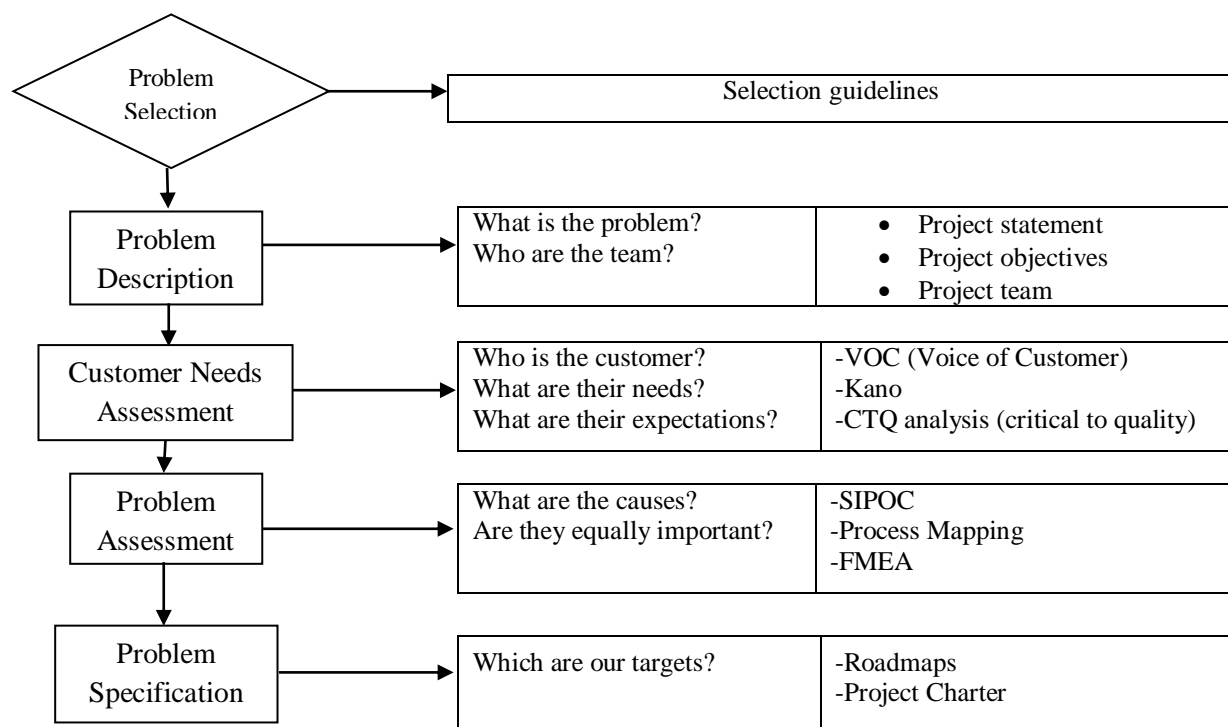 Problem
Selection
Selection guidelines
Problem
Description
What is the problem?
Who are the team?
• Project statement
• Project objectives
• Project team
Customer Needs
Assessment
Who is the customer?
What are their needs?
What are their expectations?
-VOC (Voice of Customer)
-Kano
-CTQ analysis (critical to quality)
Problem
Assessment
What are the causes?
Are they equally important?
-SIPOC
-Process Mapping
-FMEA
Problem
Specification
Which are our targets?
-Roadmaps
-Project Charter